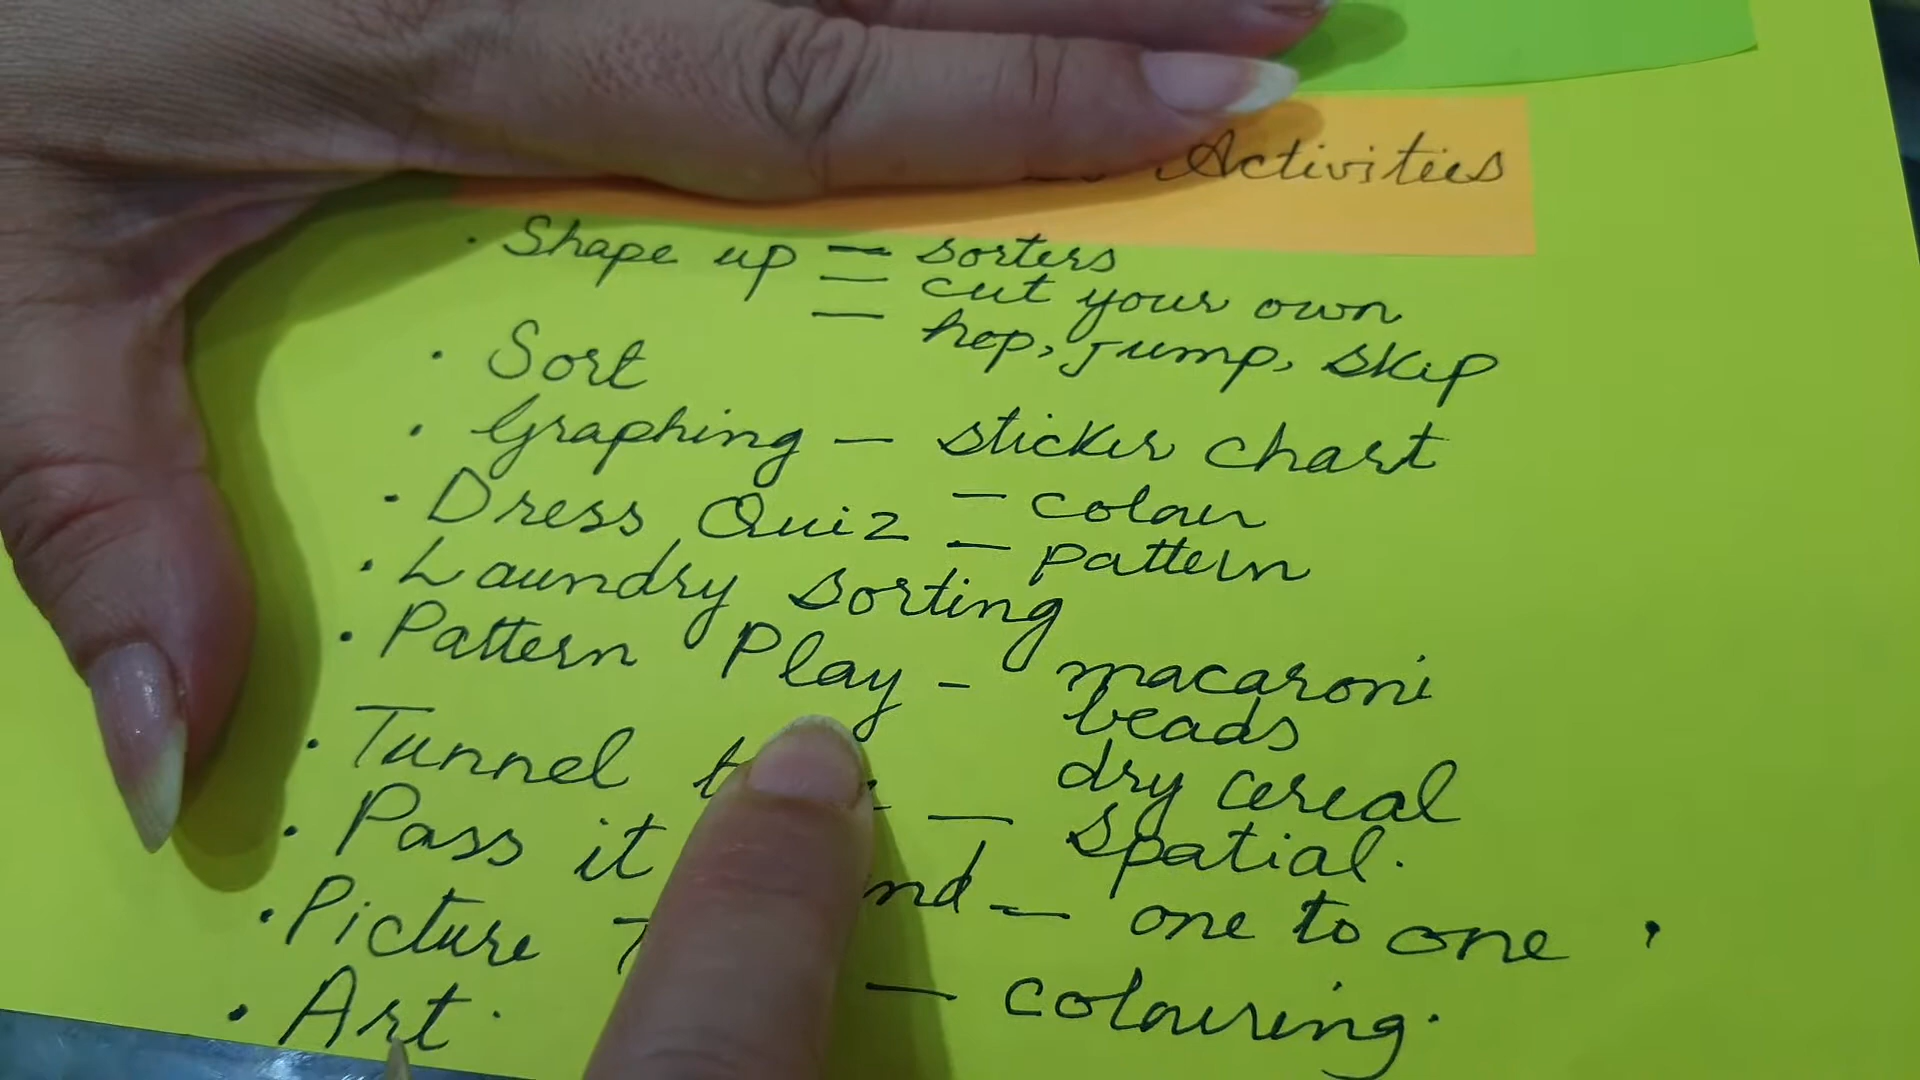 Activities
· Shape up - sorters
- cut your own
- hop, jump, skip
· Sort
· Graphing - sticker chart
· Dress Quiz - colour
- pattern
· Laundry sorting
· Pattern Play - macaroni
beads
dry cereal
· Tunnel - spatial.
· Pass it - one to one .
· Picture - colouring.
· Art.